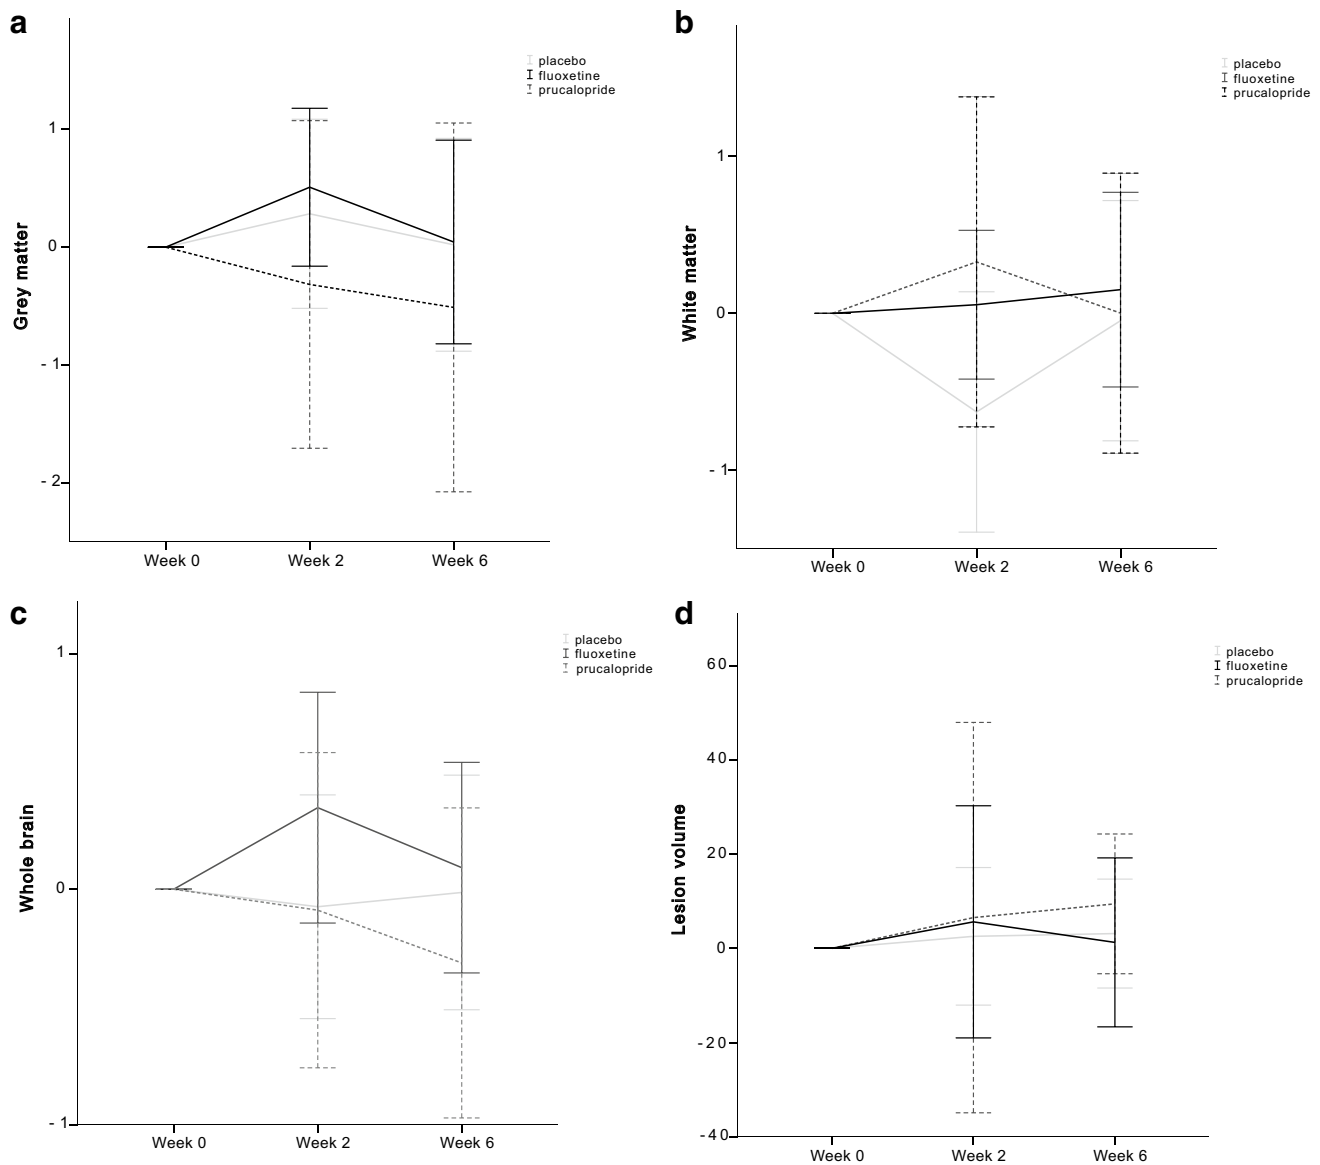 a
placebo
fluoxetine
prucalopride
1
0
- 1
- 2
Grey matter
Week 0 Week 2 Week 6
b
placebo
fluoxetine
prucalopride
1
0
- 1
White matter
Week 0 Week 2 Week 6
c
placebo
fluoxetine
prucalopride
1
0
- 1
Whole brain
Week 0 Week 2 Week 6
d
placebo
fluoxetine
prucalopride
60
40
20
0
-20
-40
Lesion volume
Week 0 Week 2 Week 6